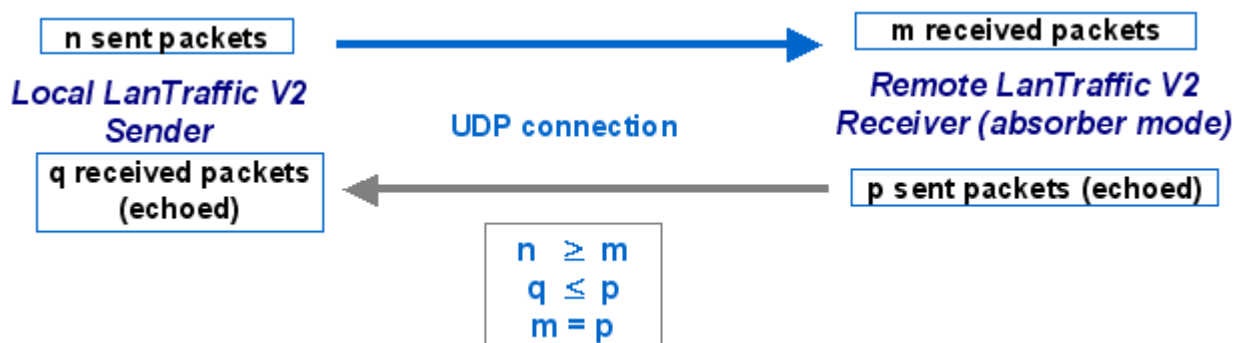 n sent packets
m received packets
Local LanTraffic V2
Sender
Remote LanTraffic V2
Receiver (absorber mode)
UDP connection
q received packets
(echoed)
p sent packets (echoed)
n ≥ m
q ≤ p
m = p